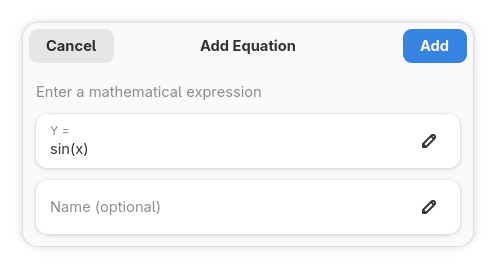 Cancel
Add Equation
Add
Enter a mathematical expression
Y =
sin(x)
Name (optional)